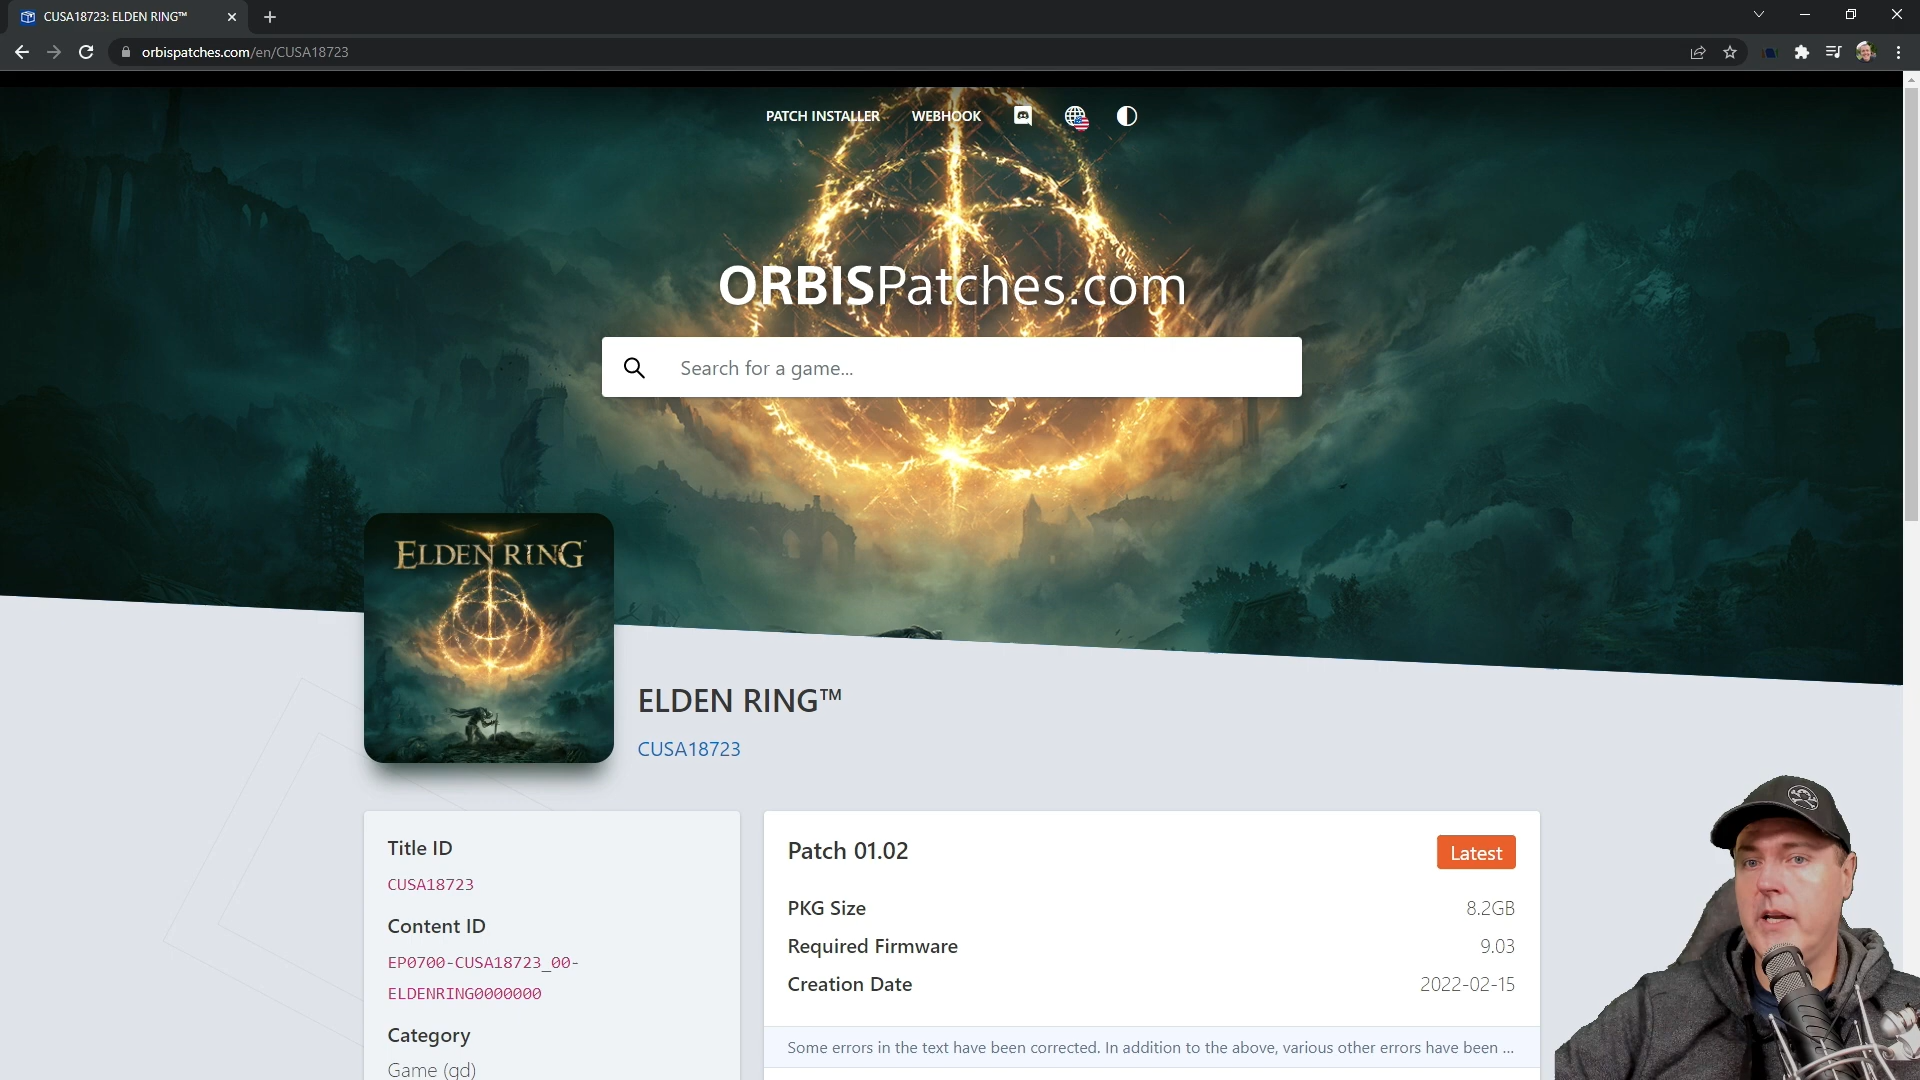 CUSA18723: ELDEN RING™
orbispatches.com/en/CUSA18723
PATCH INSTALLER
WEBHOOK
ORBISPatches.com
Search for a game...
ELDEN RING
ELDEN RING™
CUSA18723
Title ID
CUSA18723
Content ID
EP0700-CUSA18723_00-
ELDENRING0000000
Category
Game (gd)
Patch 01.02
Latest
PKG Size
8.2GB
Required Firmware
9.03
Creation Date
2022-02-15
Some errors in the text have been corrected. In addition to the above, various other errors have been ...